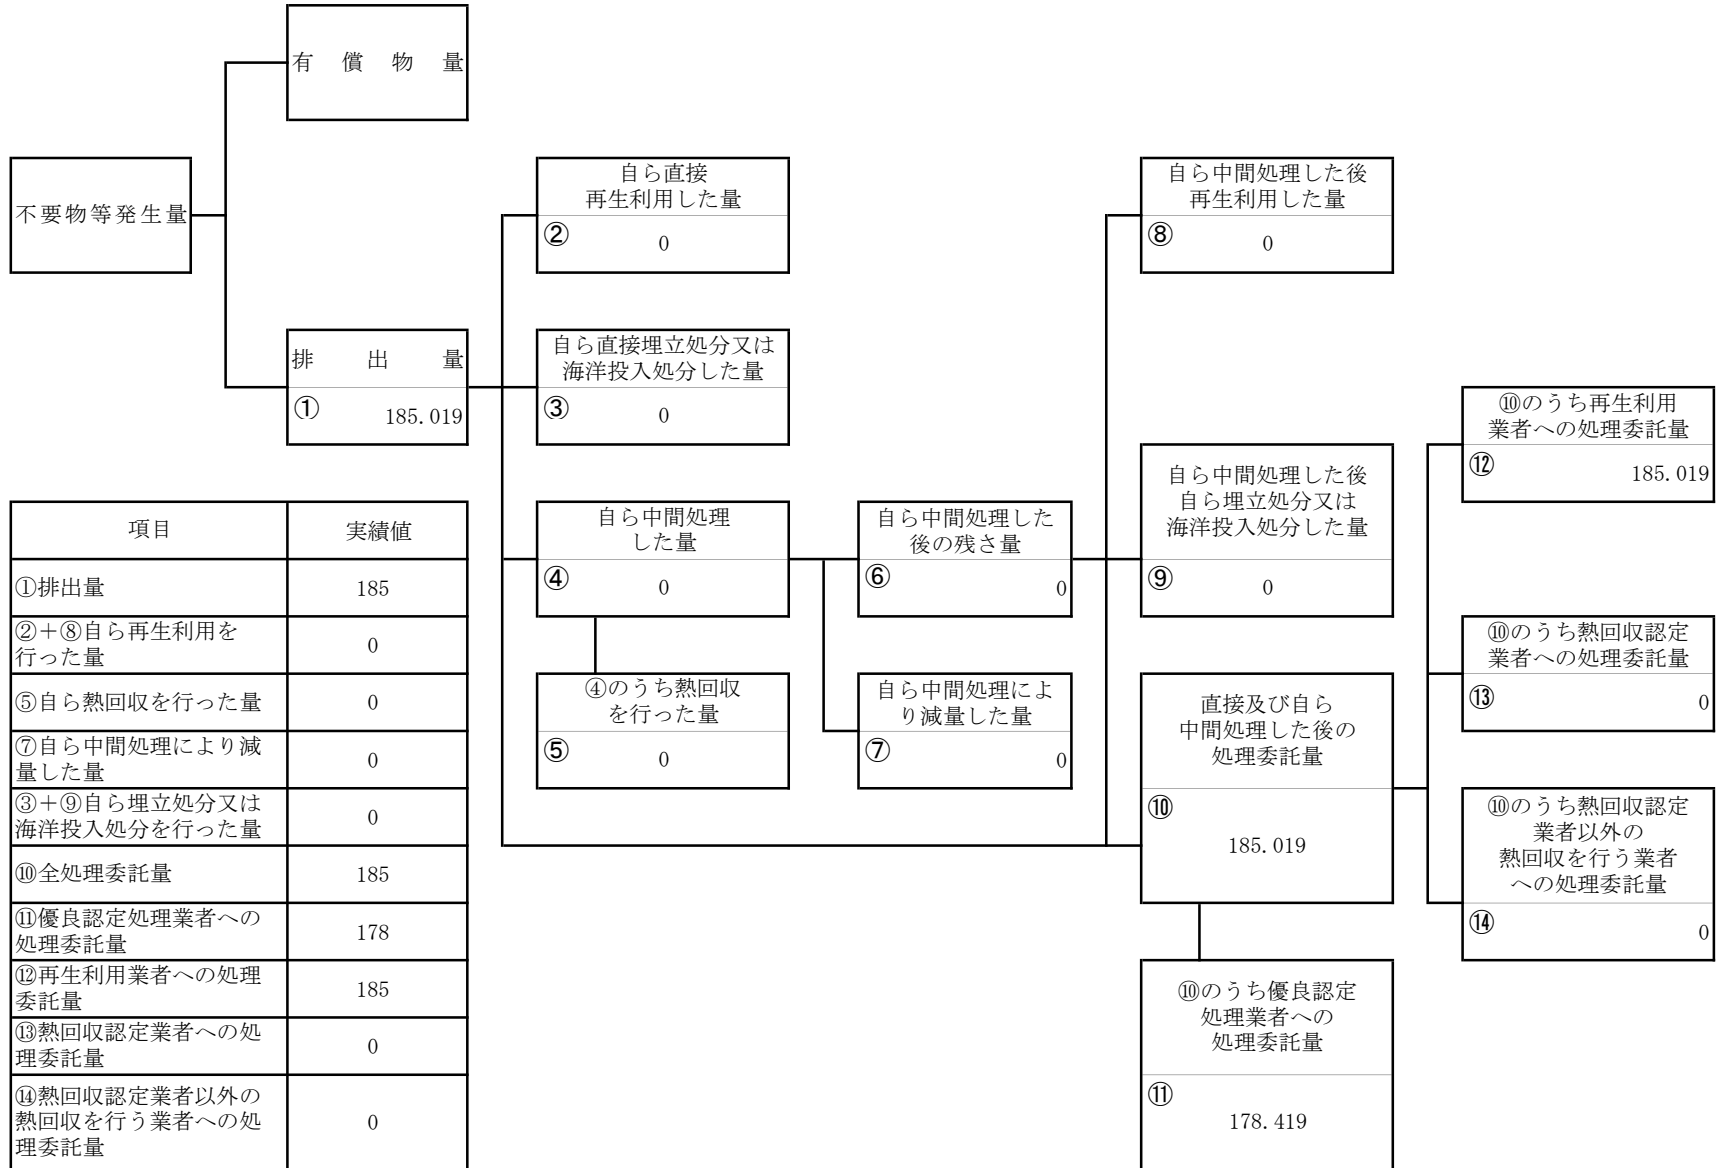 有償物量
不要物等発生量
排出量
①
185.019
自ら直接
再生利用した量
②
0
自ら直接埋立処分又は
海洋投入処分した量
③
0
自ら中間処理
した量
④
0
④のうち熱回収
を行った量
⑤
0
自ら中間処理した
後の残さ量
⑥
0
自ら中間処理によ
り減量した量
⑦
0
自ら中間処理した後
再生利用した量
⑧
0
自ら中間処理した後
自ら埋立処分又は
海洋投入処分した量
⑨
0
直接及び自ら
中間処理した後の
処理委託量
⑩
185.019
⑩のうち優良認定
処理業者への
処理委託量
⑪
178.419
⑩のうち再生利用
業者への処理委託量
⑫
185.019
⑩のうち熱回収認定
業者への処理委託量
⑬
0
⑩のうち熱回収認定
業者以外の
熱回収を行う業者
への処理委託量
⑭
0
項目
実績値
①排出量
185
②＋⑧自ら再生利用を
行った量
0
⑤自ら熱回収を行った量
0
⑦自ら中間処理により減
量した量
0
③＋⑨自ら埋立処分又は
海洋投入処分を行った量
0
⑩全処理委託量
185
⑪優良認定処理業者への
処理委託量
178
⑫再生利用業者への処理
委託量
185
⑬熱回収認定業者への処
理委託量
0
⑭熱回収認定業者以外の
熱回収を行う業者への処
理委託量
0